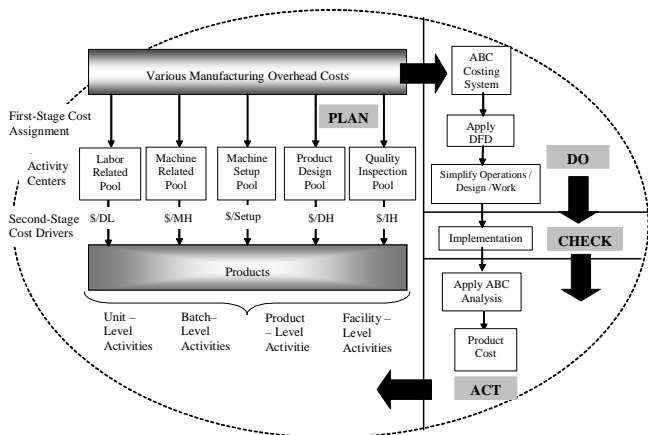 Various Manufacturing Overhead Costs
First-Stage Cost
Assignment
PLAN
Activity
Centers
Labor
Related
Pool
Machine
Related
Pool
Machine
Setup
Pool
Product
Design
Pool
Quality
Inspection
Pool
Second-Stage
Cost Drivers
$/DL
$/MH
$/Setup
$/DH
$/IH
Products
Unit –
Level
Activities
Batch–
Level
Activities
Product
– Level
Activitie
Facility –
Level
Activities
ABC
Costing
System
Apply
DFD
Simplify Operations /
Design /Work
DO
Implementation
CHECK
Apply ABC
Analysis
Product
Cost
ACT